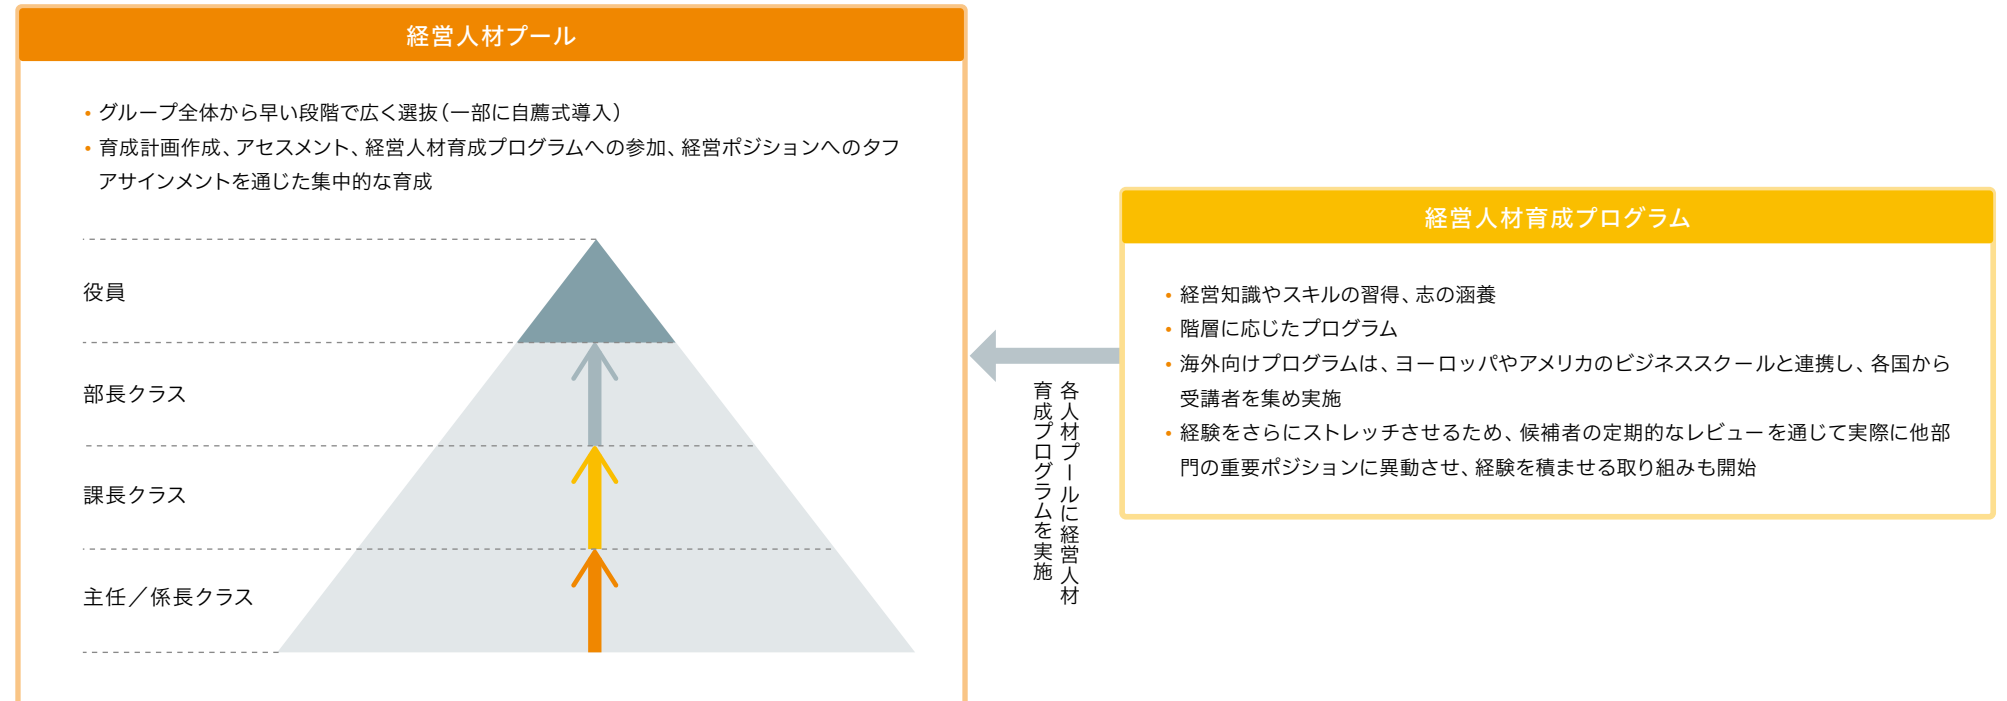 経営人材プール
• グループ全体から早い段階で広く選抜（一部に自薦式導入）
• 育成計画作成、アセスメント、経営人材育成プログラムへの参加、経営ポジションへのタフ
アサインメントを通じた集中的な育成
役員
部長クラス
課長クラス
主任／係長クラス
各人材プールに経営人材
育成プログラムを実施
経営人材育成プログラム
• 経営知識やスキルの習得、志の涵養
• 階層に応じたプログラム
• 海外向けプログラムは、ヨーロッパやアメリカのビジネススクールと連携し、各国から
受講者を集め実施
• 経験をさらにストレッチさせるため、候補者の定期的なレビューを通じて実際に他部
門の重要ポジションに異動させ、経験を積ませる取り組みも開始